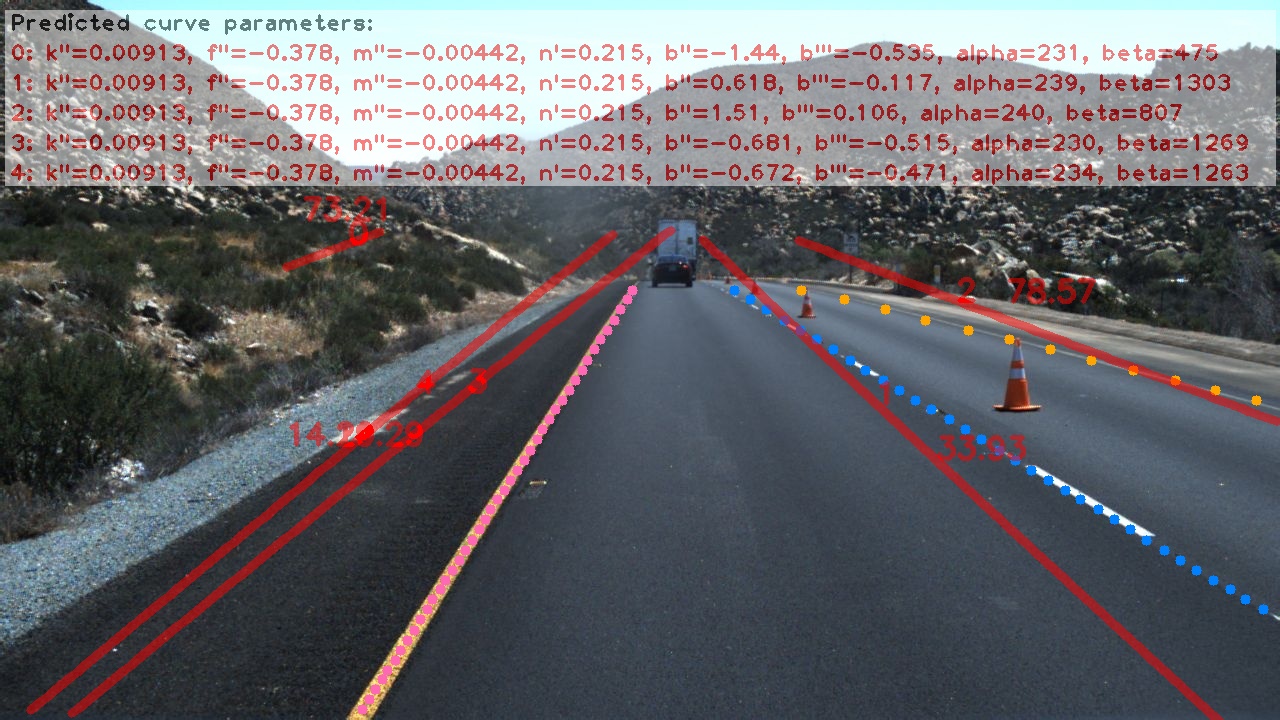 Predicted curve parameters:
0: k''=0.00913, f''=-0.378, m''=-0.00442, n'=0.215, b''=-1.44, b'''=-0.535, alpha=231, beta=475
1: k''=0.00913, f''=-0.378, m''=-0.00442, n'=0.215, b''=0.618, b'''=-0.117, alpha=239, beta=1303
2: k''=0.00913, f''=-0.378, m''=-0.00442, n'=0.215, b''=1.51, b'''=0.106, alpha=240, beta=807
3: k''=0.00913, f''=-0.378, m''=-0.00442, n'=0.215, b''=-0.681, b'''=-0.515, alpha=230, beta=1269
4: k''=0.00913, f''=-0.378, m''=-0.00442, n'=0.215, b''=-0.672, b'''=-0.471, alpha=234, beta=1263
73.21
0
2 78.57
4 3
1
33.93